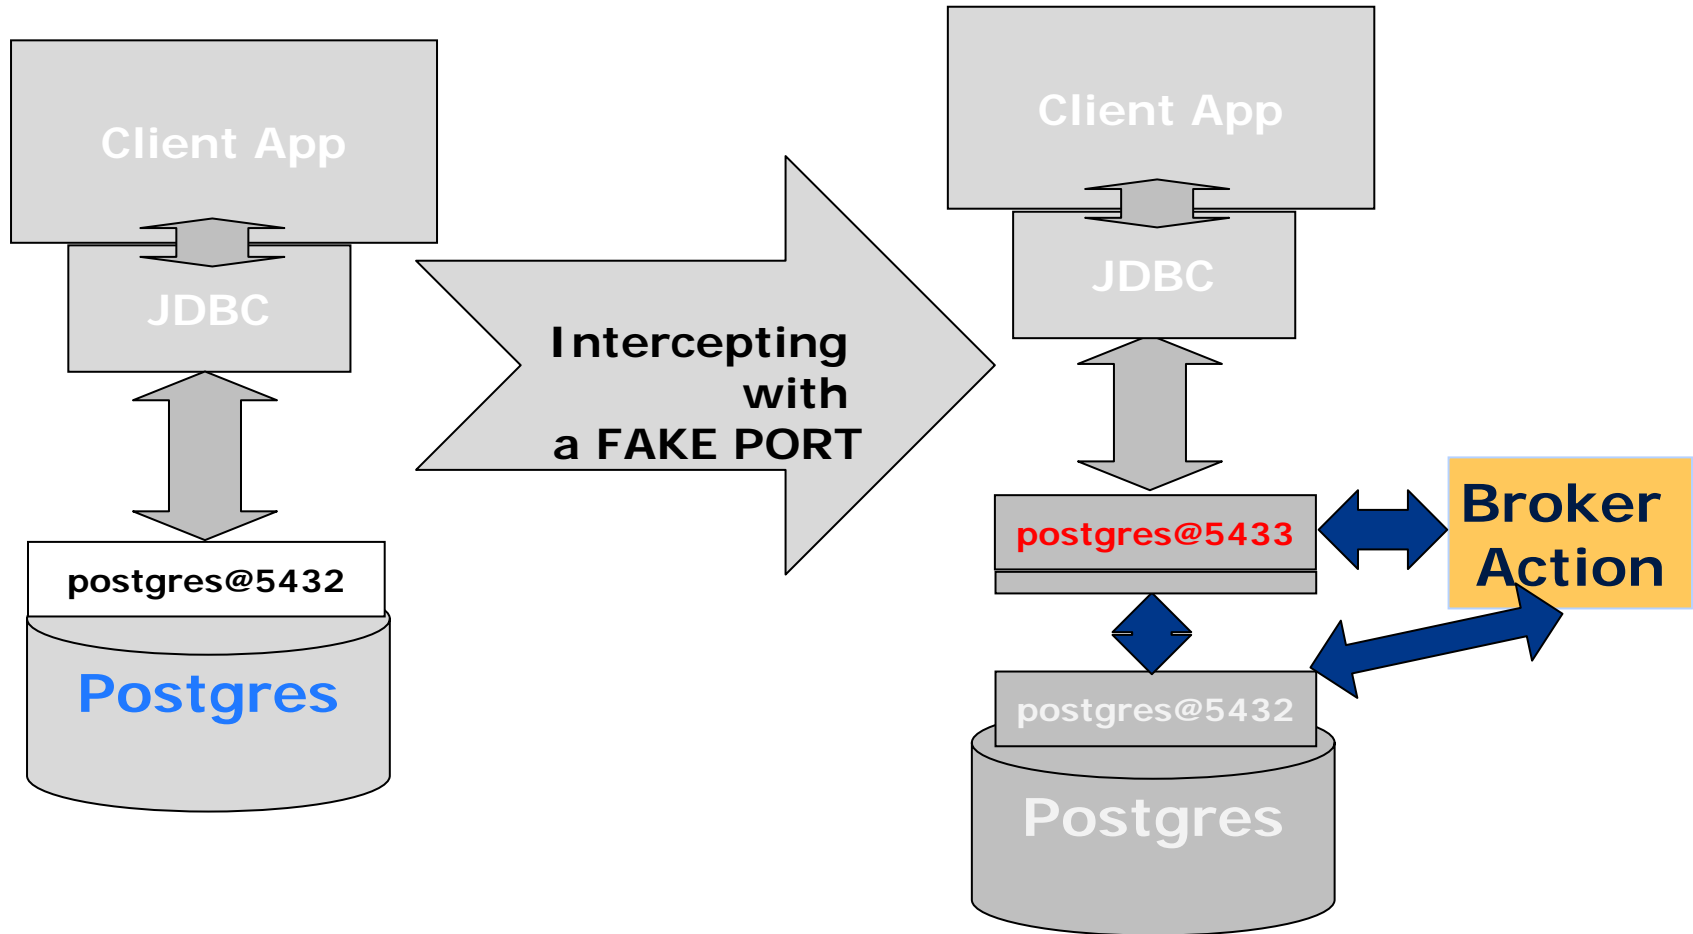 Client App
JDBC
postgres@5432
Postgres
Intercepting
with
a FAKE PORT
Client App
JDBC
postgres@5433
Broker
Action
postgres@5432
Postgres